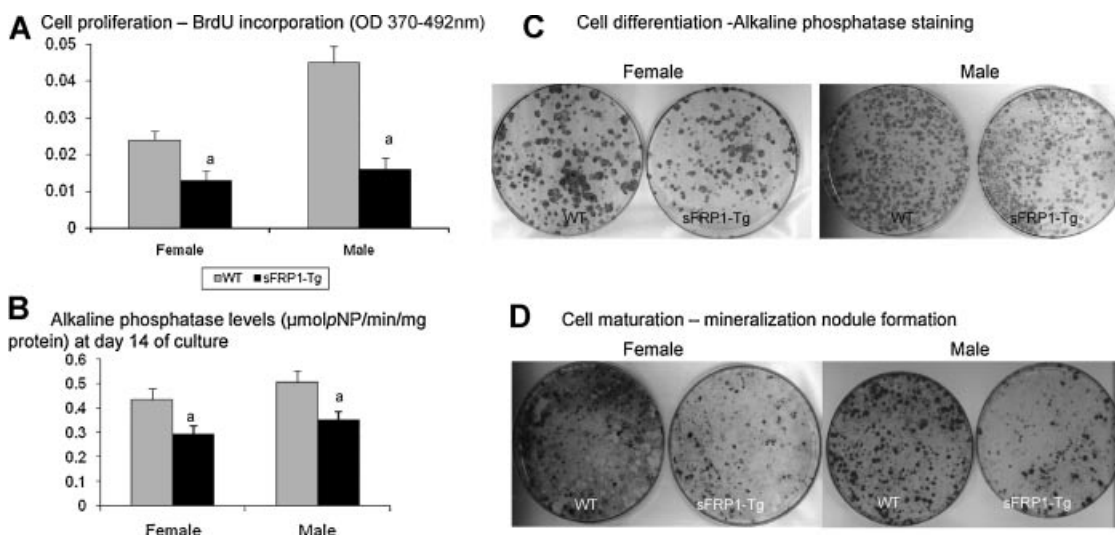 A Cell proliferation – BrdU incorporation (OD 370-492nm)
0.05
0.04
0.03
0.02
0.01
0
a
a
Female
Male
WT
sFRP1-Tg
B Alkaline phosphatase levels (µmolpNP/min/mg
protein) at day 14 of culture
0.6
0.5
0.4
0.3
0.2
0.1
0
a
a
Female
Male
C Cell differentiation -Alkaline phosphatase staining
Female
Male
WT
sFRP1-Tg
WT
sFRP1-Tg
D Cell maturation – mineralization nodule formation
Female
Male
WT
sFRP1-Tg
WT
sFRP1-Tg